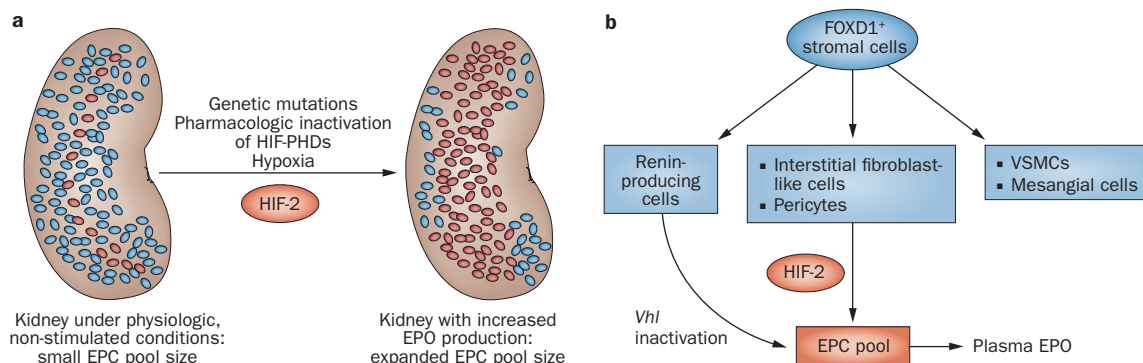 a
Genetic mutations
Pharmacologic inactivation
of HIF-PHDs
Hypoxia
HIF-2
Kidney under physiologic,
non-stimulated conditions:
small EPC pool size
Kidney with increased
EPO production:
expanded EPC pool size
b
FOXD1+
stromal cells
Renin-
producing
cells
▪ Interstitial fibroblast-
like cells
▪ Pericytes
▪ VSMCs
▪ Mesangial cells
HIF-2
Vhl
inactivation
EPC pool
Plasma EPO